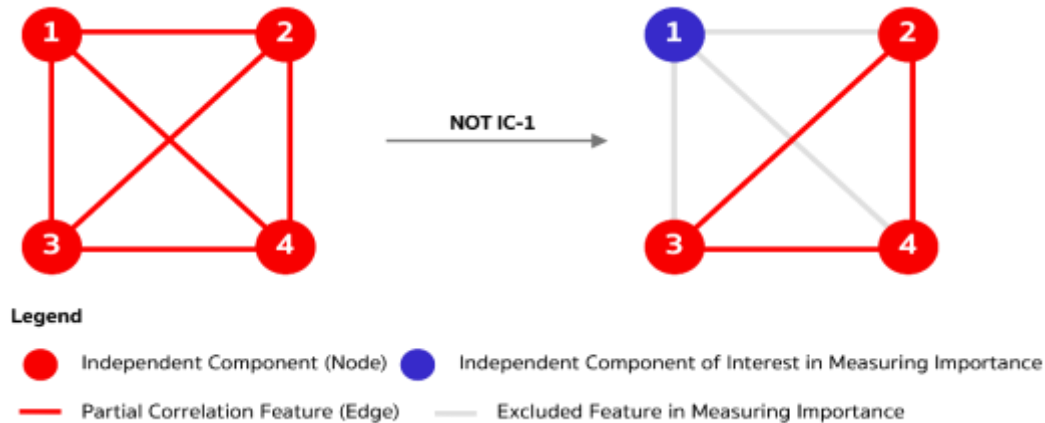 1 2 1 2
NOT IC-1
3 4 3 4
Legend
Independent Component (Node) Independent Component of Interest in Measuring Importance
Partial Correlation Feature (Edge) Excluded Feature in Measuring Importance